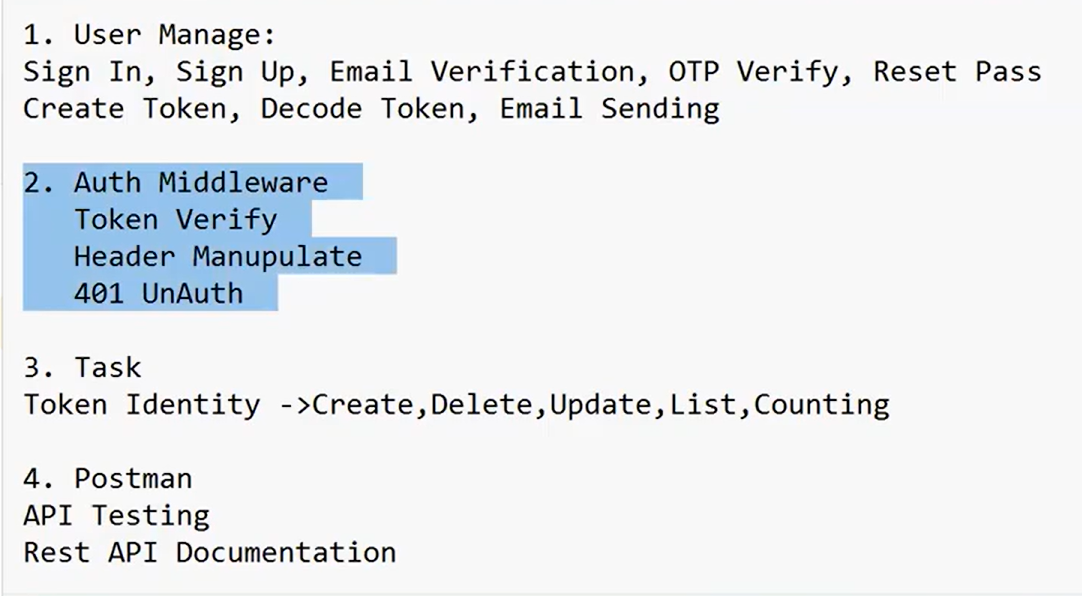 1. User Manage:
Sign In, Sign Up, Email Verification, OTP Verify, Reset Pass
Create Token, Decode Token, Email Sending
2. Auth Middleware
Token Verify
Header Manupulate
401 UnAuth
3. Task
Token Identity ->Create,Delete,Update,List,Counting
4. Postman
API Testing
Rest API Documentation